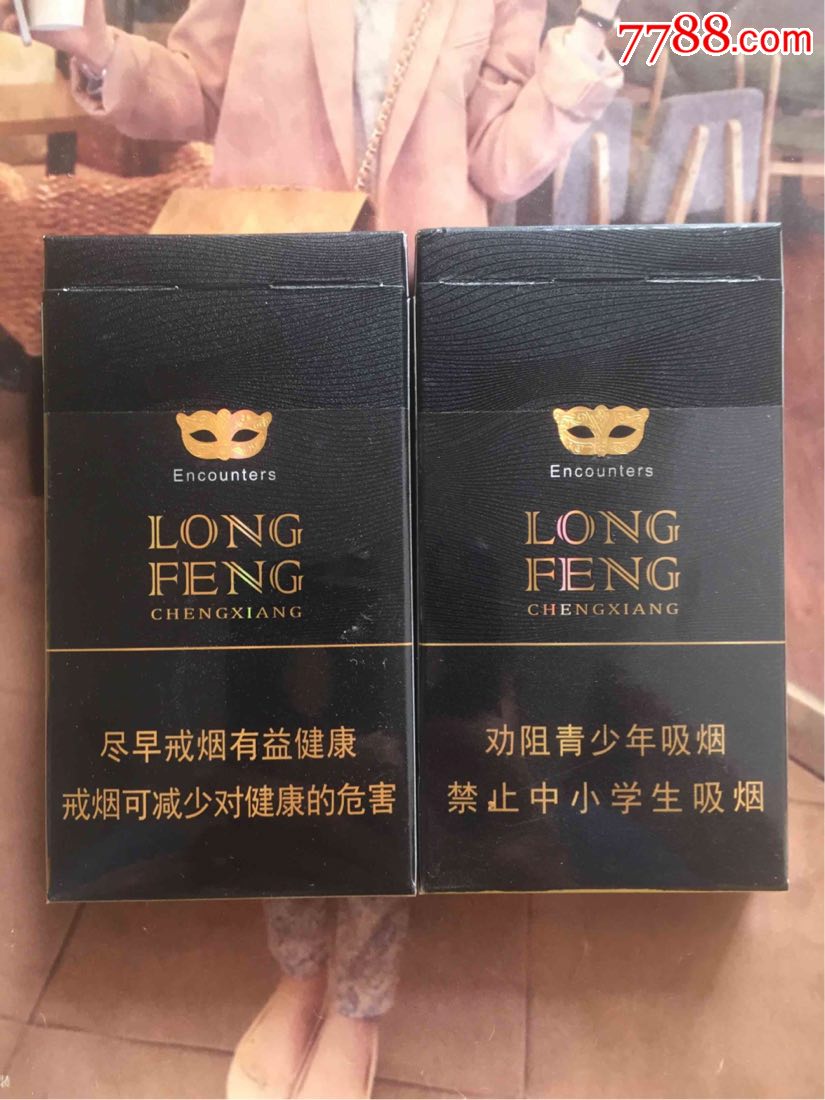 7788.com
Encounters
LONG
FENG
CHENGXIANG
尽早戒烟有益健康
戒烟可减少对健康的危害
Encounters
LONG
FENG
CHENGXIANG
劝阻青少年吸烟
禁止中小学生吸烟